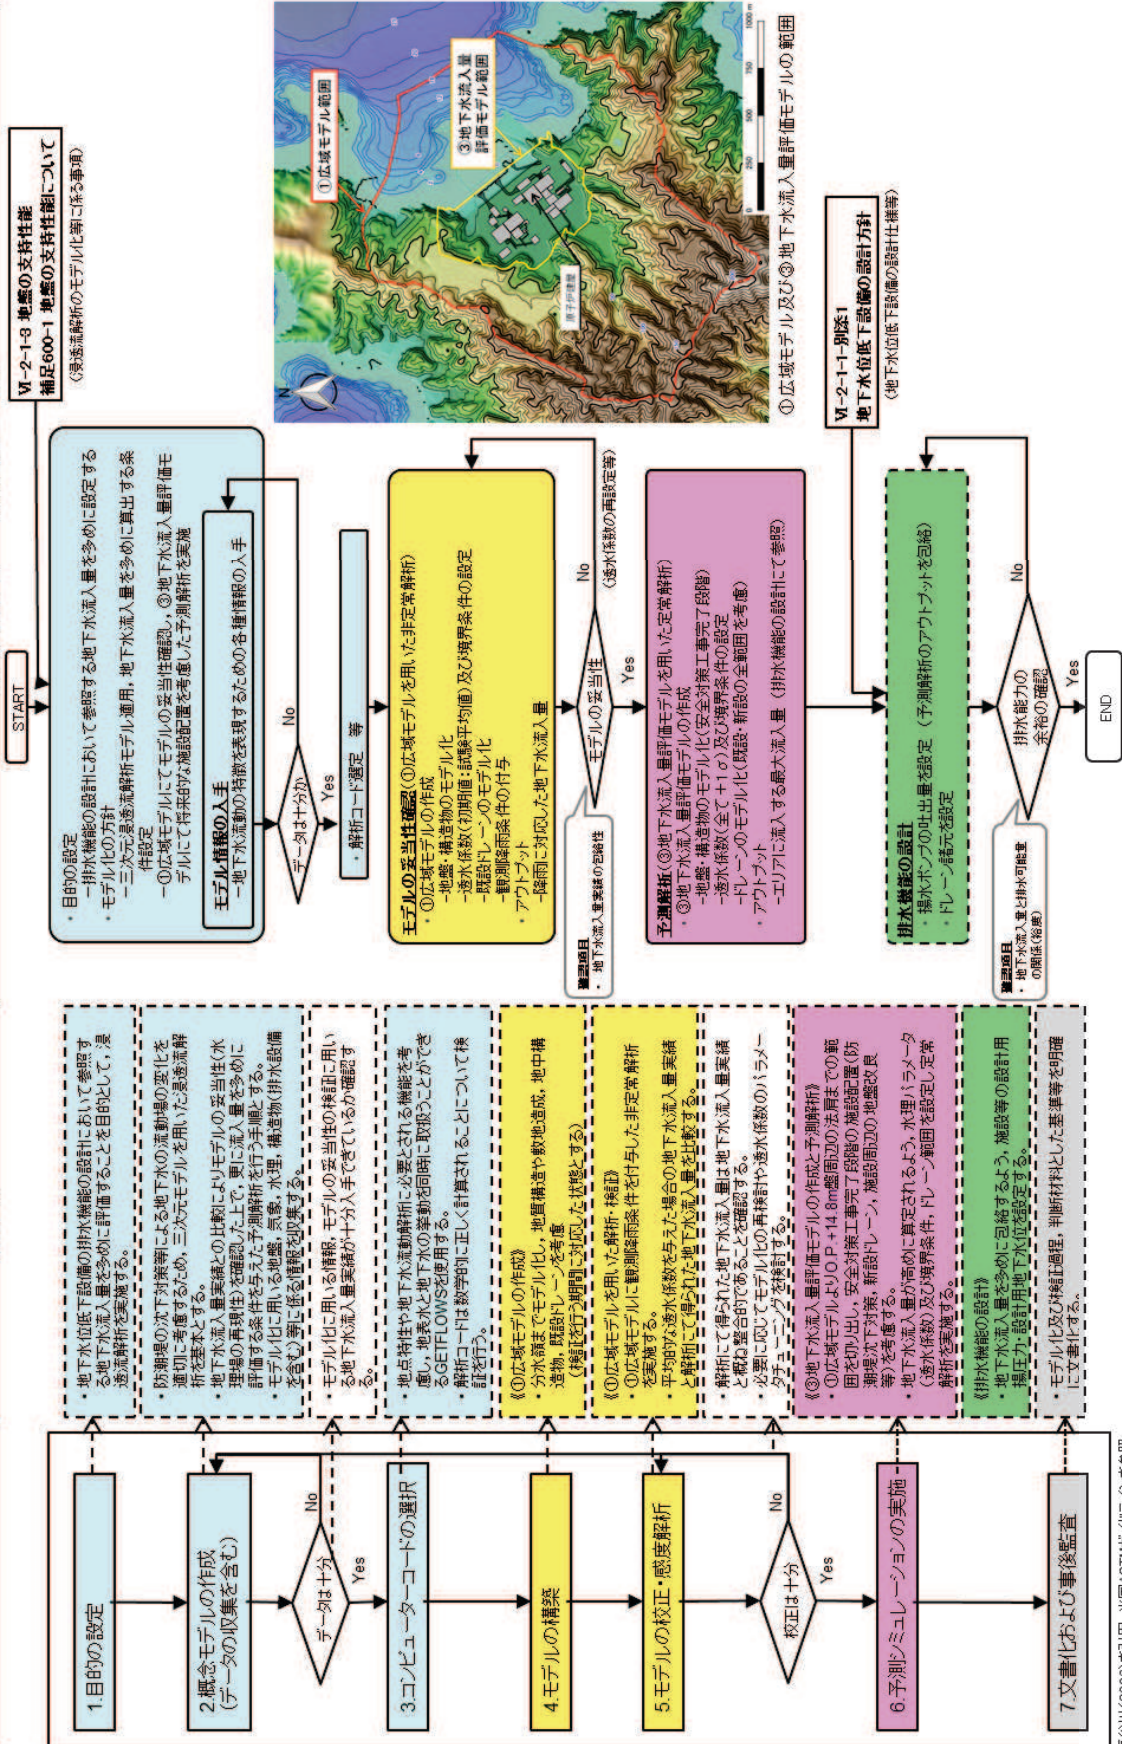 1.目的の設定
2.概念モデルの作成
(データの収集を含む)
データは十分
No
Yes
3.コンピューターコードの選択
4.モデルの構築
5.モデルの校正・感度解析
校正は十分
No
Yes
6.予測シミュレーションの実施
7.文書化および事後監査
・地下水位低下設備の排水機能の設計において参照す
る地下水流入量を多めに評価することを目的として,浸
透流解析を実施する。
・防潮堤の沈下対策等による地下水の流動場の変化を
適切に考慮するため,三次元モデルを用いた浸透流解
析を基本とする。
・地下水流入量実績との比較によりモデルの妥当性(水
理場の再現性)を確認した上で,更に流入量を多めに
評価する条件を与えた予測解析を行う手順とする。
・モデル化に用いる地盤,気象,水理,構造物(排水設備
を含む)等に係る情報を収集する。
・モデル化に用いる情報,モデルの妥当性の検証に用い
る地下水流入量実績が十分入手できているか確認す
る。
・地点特性や地下水流動解析に必要とされる機能を考
慮し,地表水と地下水の挙動を同時に取扱うことができ
るGETFLOWSを使用する。
・解析コードは数学的に正しく計算されることについて検
証を行う。
《①広域モデルの作成》
・分水嶺までモデル化し,地質構造や敷地造成,地中構
造物,既設ドレーンを考慮
(検証を行う期間に対応した状態とする)
《①広域モデルを用いた解析・検証》
・①広域モデルに観測降雨条件を付与した非定常解析
を実施する。
・平均的な透水係数を与えた場合の地下水流入量実績
と解析にて得られた地下水流入量を比較する。
・解析にて得られた地下水流入量は地下水流入量実績
と概ね整合的であることを確認する。
・必要に応じてモデル化の再検討や透水係数のパラメー
タチューニングを検討する。
《③地下水流入量評価モデルの作成と予測解析》
・①広域モデルよりO.P.+14.8m盤周辺の法肩までの範
囲を切り出し,安全対策工事完了段階の施設配置(防
潮堤沈下対策,新設ドレーン,施設周辺の地盤改良
等)を考慮する。
・地下水流入量が高めに算定されるよう,水理パラメータ
(透水係数)及び境界条件,ドレーン範囲を設定し定常
解析を実施する。
《排水機能の設計》
・地下水流入量を多めに包絡するよう,施設等の設計用
揚圧力・設計用地下水位を設定する。
・モデル化及び検討過程,判断材料とした基準等を明確
に文書化する。
START
Ⅵ-2-1-3 地盤の支持性能
補足600-1 地盤の支持性能について
(浸透流解析のモデル化等に係る事項)
・目的の設定
－排水機能の設計において参照する地下水流入量を多めに設定する
・モデル化の方針
－三次元浸透流解析モデル適用,地下水流入量を多めに算出する条
件設定
－①広域モデルにてモデルの妥当性確認し,③地下水流入量評価モ
デルにて将来的な施設配置を考慮した予測解析を実施
モデル情報の入手
－地下水流動の特徴を表現するための各種情報の入手
データは十分か
No
Yes
・解析コード選定 等
モデルの妥当性確認(①広域モデルを用いた非定常解析)
・①広域モデルの作成
－地盤・構造物のモデル化
－透水係数(初期値:試験平均値)及び境界条件の設定
－既設ドレーンのモデル化
－観測降雨条件の付与
・アウトプット
－降雨に対応した地下水流入量
モデルの妥当性
No
(透水係数の再設定等)
Yes
確認項目
・地下水流入量実績の包絡性
予測解析(③地下水流入量評価モデルを用いた定常解析)
・③地下水流入量評価モデルの作成
－地盤・構造物のモデル化(安全対策工事完了段階)
－透水係数(全て＋1σ)及び境界条件の設定
－ドレーンのモデル化(既設・新設の全範囲を考慮)
・アウトプット
－エリアに流入する最大流入量 (排水機能の設計にて参照)
Ⅵ-2-1-1-別添1
地下水位低下設備の設計方針
(地下水位低下設備の設計仕様等)
排水機能の設計
・揚水ポンプの吐出量を設定 (予測解析のアウトプットを包絡)
・ドレーン諸元を設定
排水能力の
余裕の確認
No
Yes
確認項目
・地下水流入量と排水可能量
の関係(裕度)
END
N
①広域モデル範囲
③地下水流入量
評価モデル範囲
原子炉建屋
0 250 500 750 1000 m
①広域モデル及び③地下水流入量評価モデルの範囲